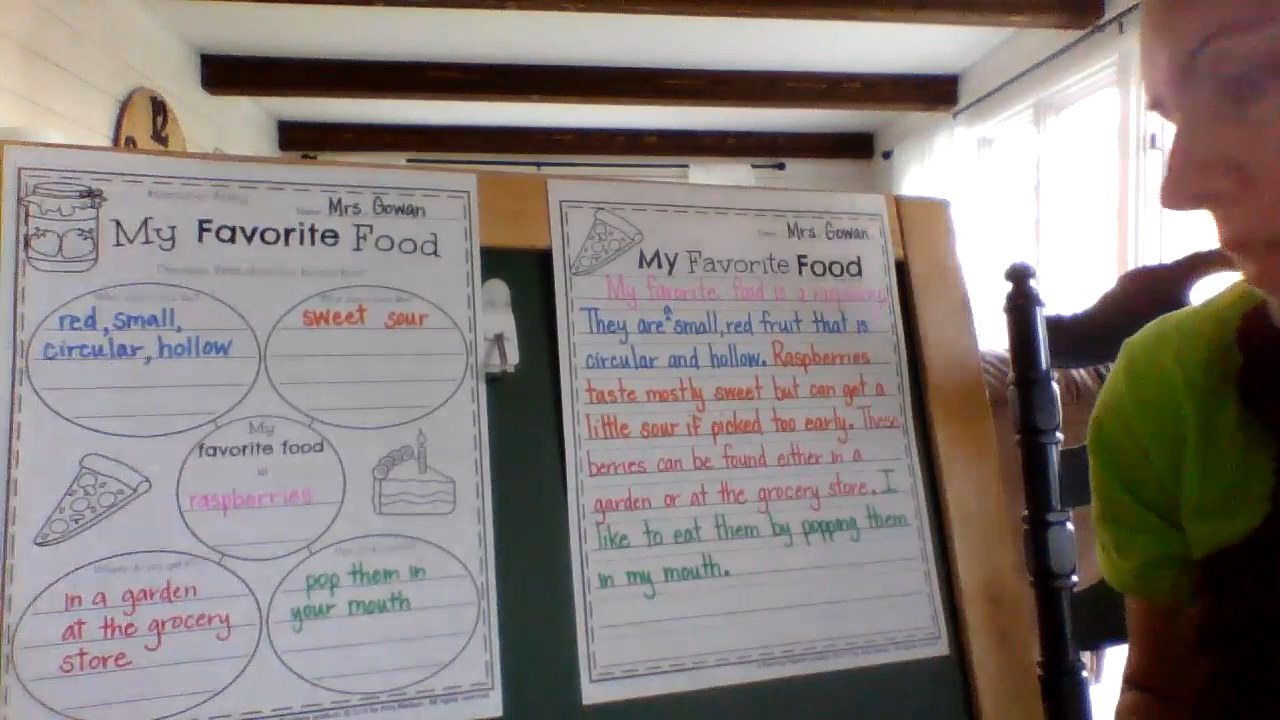 Mrs. Gowan
My Favorite Food
red, small,
circular, hollow
sweet sour
My
favorite food
is
raspberries
in a garden
at the grocery
store
pop them in
your mouth
Mrs. Gowan
My Favorite Food
My favorite food is a raspberry.
They are ^ small, red fruit that is
circular and hollow. Raspberries
taste mostly sweet but can get a
little sour if picked too early. These
berries can be found either in a
garden or at the grocery store. I
like to eat them by popping them
in my mouth.
12